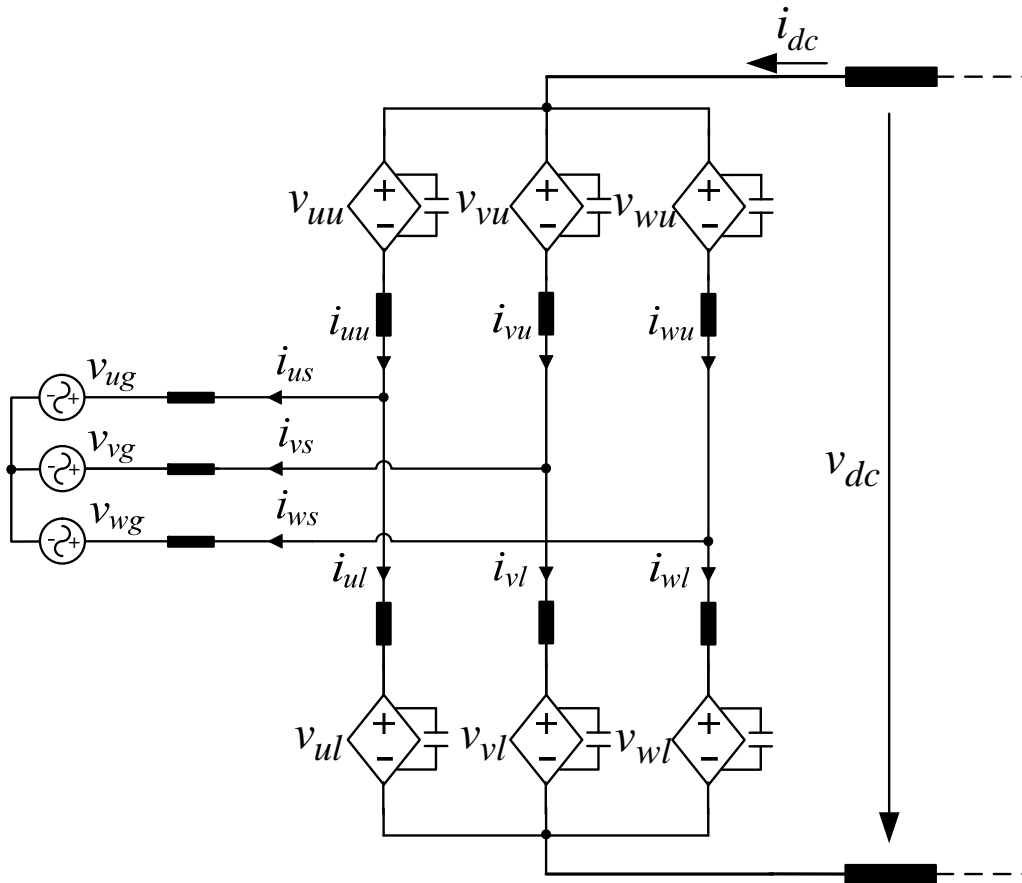 i_dc
+ + +
v_uu v_vu v_wu
− − −
i_uu i_vu i_wu
v_ug i_us
- +
v_vg i_vs
- +
v_dc
v_wg i_ws
- +
i_ul i_vl i_wl
+ + +
v_ul v_vl v_wl
− − −